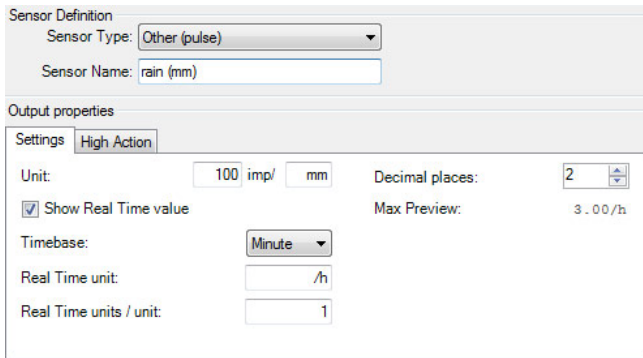 Sensor Definition
Sensor Type: Other (pulse)
Sensor Name: rain (mm)
Output properties
Settings High Action
Unit: 100 imp/ mm Decimal places: 2
Show Real Time value Max Preview: 3.00/h
Timebase: Minute
Real Time unit: /h
Real Time units / unit: 1